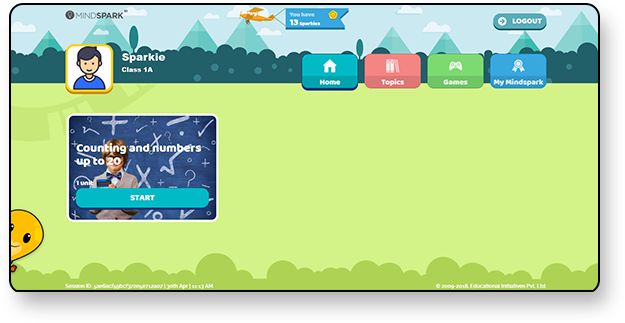 MINDSPARK
You have
13 Sparkies
LOGOUT
Sparkie
Class 1A
Home
Topics
Games
My Mindspark
Counting and numbers
up to 20
1 unit
START
Session ID | 30th Apr | 11:13 AM
© 2009-2018, Educational Initiatives Pvt. Ltd.